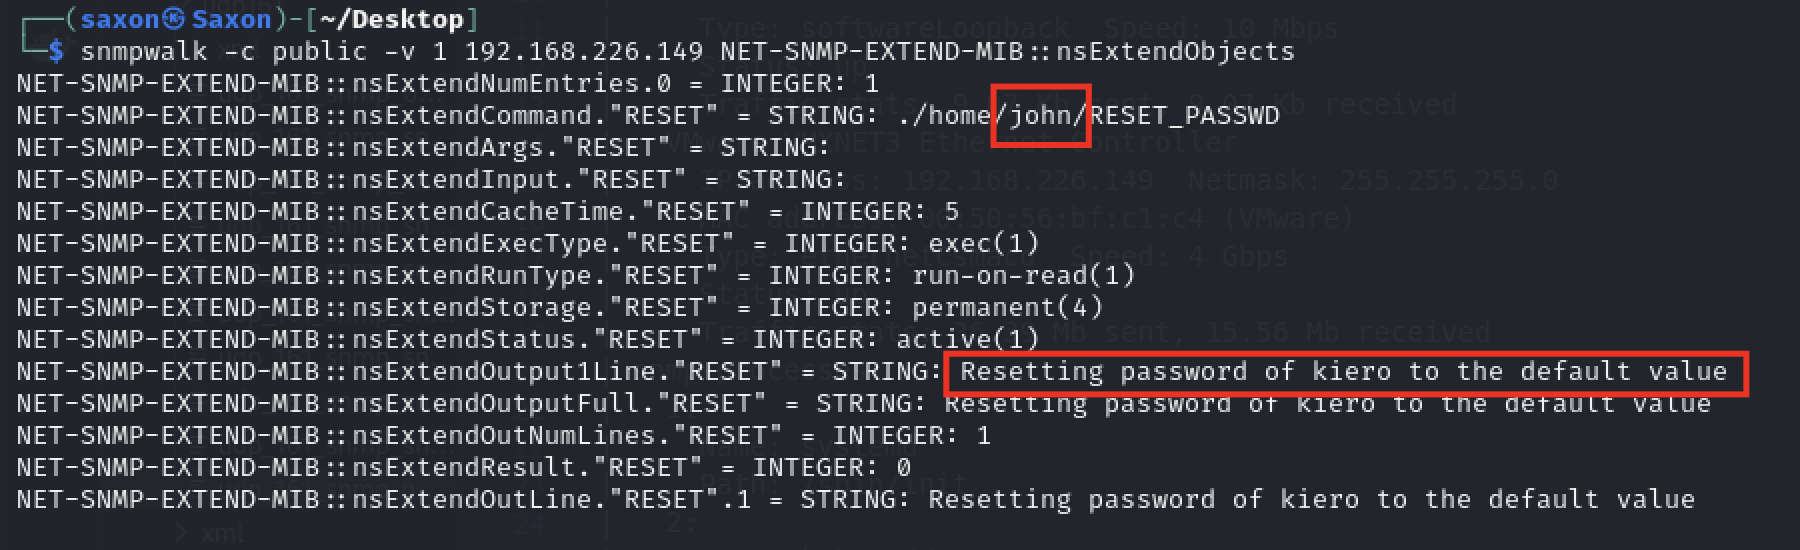 ┌──(saxon㉿Saxon)-[~/Desktop]
└─$ snmpwalk -c public -v 1 192.168.226.149 NET-SNMP-EXTEND-MIB::nsExtendObjects
NET-SNMP-EXTEND-MIB::nsExtendNumEntries.0 = INTEGER: 1
NET-SNMP-EXTEND-MIB::nsExtendCommand."RESET" = STRING: ./home/john/RESET_PASSWD
NET-SNMP-EXTEND-MIB::nsExtendArgs."RESET" = STRING:
NET-SNMP-EXTEND-MIB::nsExtendInput."RESET" = STRING:
NET-SNMP-EXTEND-MIB::nsExtendCacheTime."RESET" = INTEGER: 5
NET-SNMP-EXTEND-MIB::nsExtendExecType."RESET" = INTEGER: exec(1)
NET-SNMP-EXTEND-MIB::nsExtendRunType."RESET" = INTEGER: run-on-read(1)
NET-SNMP-EXTEND-MIB::nsExtendStorage."RESET" = INTEGER: permanent(4)
NET-SNMP-EXTEND-MIB::nsExtendStatus."RESET" = INTEGER: active(1)
NET-SNMP-EXTEND-MIB::nsExtendOutput1Line."RESET" = STRING: Resetting password of kiero to the default value
NET-SNMP-EXTEND-MIB::nsExtendOutputFull."RESET" = STRING: Resetting password of kiero to the default value
NET-SNMP-EXTEND-MIB::nsExtendOutNumLines."RESET" = INTEGER: 1
NET-SNMP-EXTEND-MIB::nsExtendResult."RESET" = INTEGER: 0
NET-SNMP-EXTEND-MIB::nsExtendOutLine."RESET".1 = STRING: Resetting password of kiero to the default value